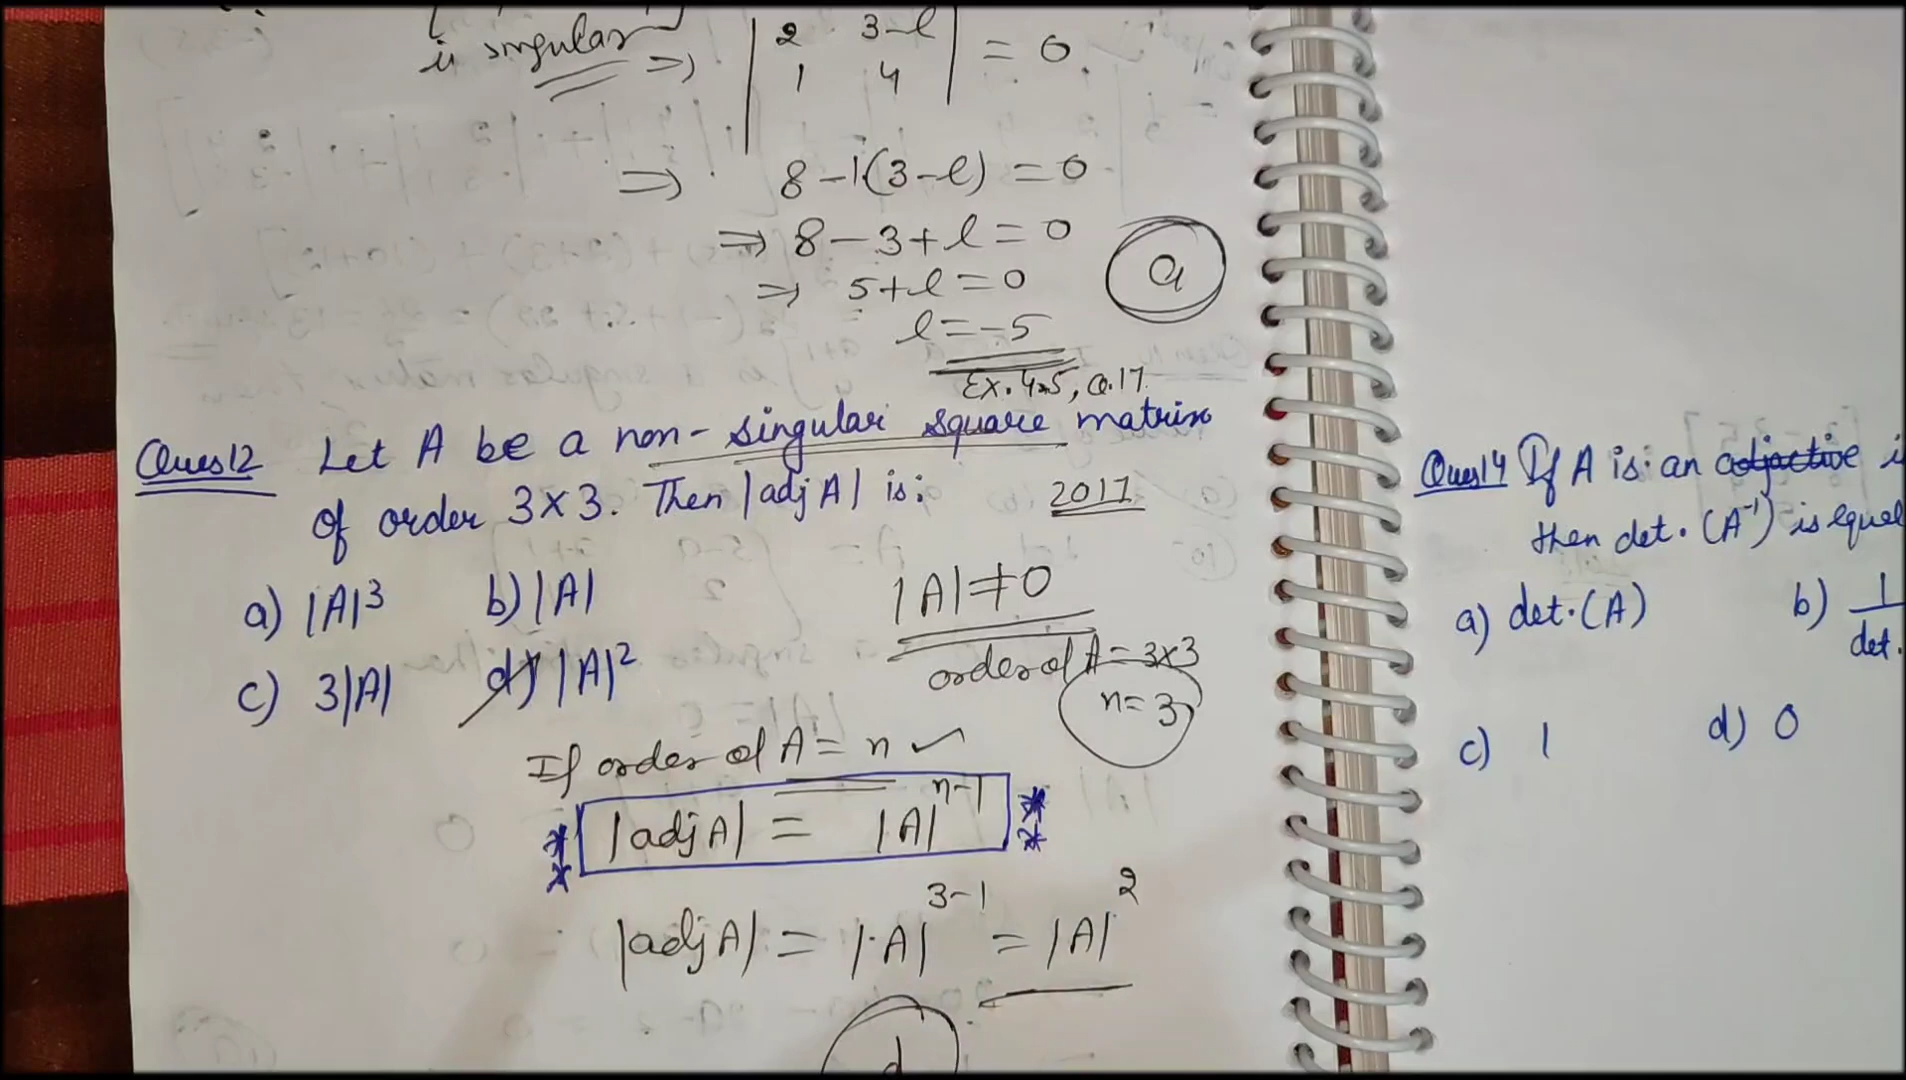 is singular ⇒ | 2 3-l | = 0
| 1 4 |
⇒ 8-1(3-l) = 0
⇒ 8-3+l = 0
⇒ 5+l = 0
l = -5
a
Ex. 4.5, Q.17
Ques12 Let A be a non-singular square matrix
of order 3×3. Then |adj A| is: 2017
a) |A|³ b) |A|
c) 3|A| d) |A|²
|A| ≠ 0
order of A = 3×3
n = 3
If order of A = n ✓
** |adj A| = |A|ⁿ⁻¹ **
|adj A| = |A|³⁻¹ = |A|²
d
Ques14 If A is an adjective i
then det. (A⁻¹) is equal
a) det.(A) b) 1
det.
c) 1 d) 0